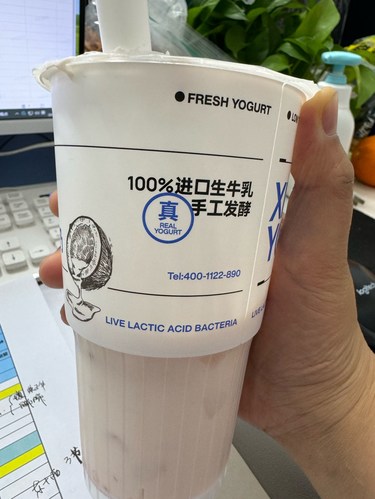 FRESH YOGURT
100%进口生牛乳
手工发酵
真
REAL
YOGURT
Tel:400-1122-890
LIVE LACTIC ACID BACTERIA